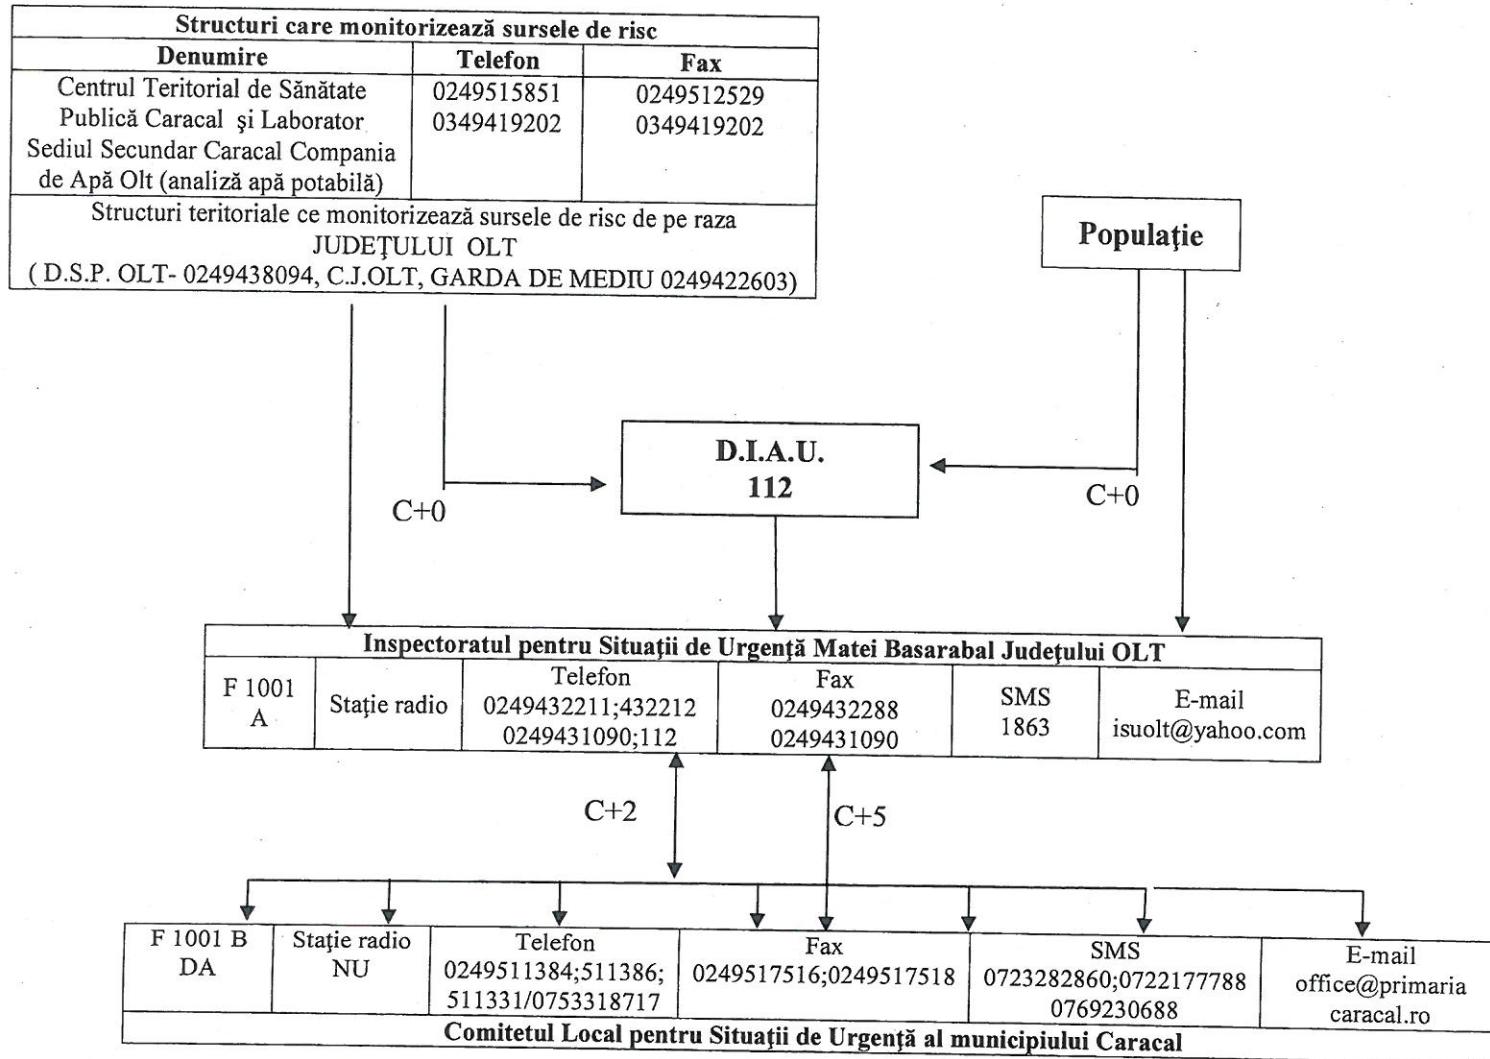 Structuri care monitorizează sursele de risc
Denumire Telefon Fax
Centrul Teritorial de Sănătate 0249515851 0249512529
Publică Caracal şi Laborator 0349419202 0349419202
Sediul Secundar Caracal Compania
de Apă Olt (analiză apă potabilă)
Structuri teritoriale ce monitorizează sursele de risc de pe raza
JUDEŢULUI OLT
( D.S.P. OLT- 0249438094, C.J.OLT, GARDA DE MEDIU 0249422603)
Populaţie
D.I.A.U.
112
C+0
C+0
Inspectoratul pentru Situaţii de Urgenţă Matei Basarabal Judeţului OLT
F 1001
A
Staţie radio
Telefon
0249432211;432212
0249431090;112
Fax
0249432288
0249431090
SMS
1863
E-mail
isuolt@yahoo.com
C+2
C+5
F 1001 B
DA
Staţie radio
NU
Telefon
0249511384;511386;
511331/0753318717
Fax
0249517516;0249517518
SMS
0723282860;0722177788
0769230688
E-mail
office@primaria
caracal.ro
Comitetul Local pentru Situaţii de Urgenţă al municipiului Caracal